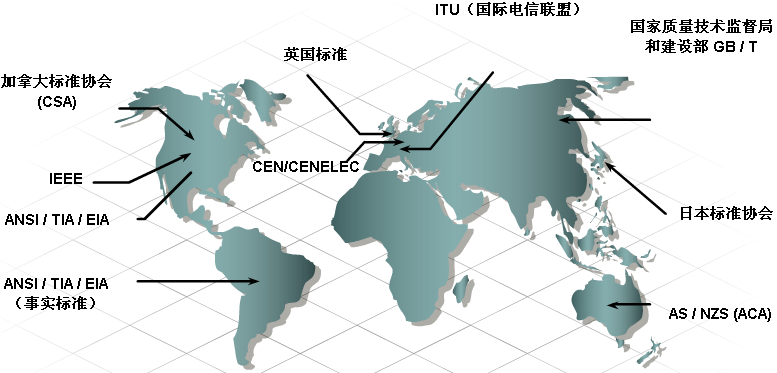 ITU（国际电信联盟）
国家质量技术监督局
和建设部 GB / T
英国标准
加拿大标准协会
(CSA)
CEN/CENELEC
IEEE
ANSI / TIA / EIA
日本标准协会
ANSI / TIA / EIA
（事实标准）
AS / NZS (ACA)